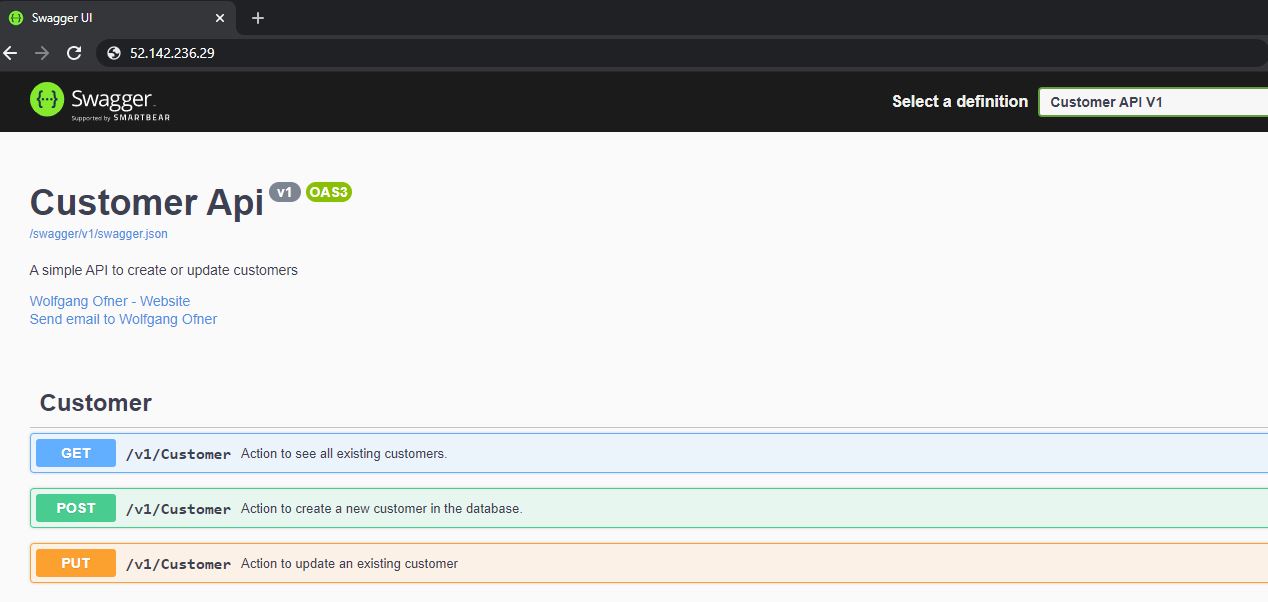 Swagger UI
52.142.236.29
Swagger
Supported by SMARTBEAR
Select a definition
Customer API V1
Customer Api v1 OAS3
/swagger/v1/swagger.json
A simple API to create or update customers
Wolfgang Ofner - Website
Send email to Wolfgang Ofner
Customer
GET /v1/Customer Action to see all existing customers.
POST /v1/Customer Action to create a new customer in the database.
PUT /v1/Customer Action to update an existing customer